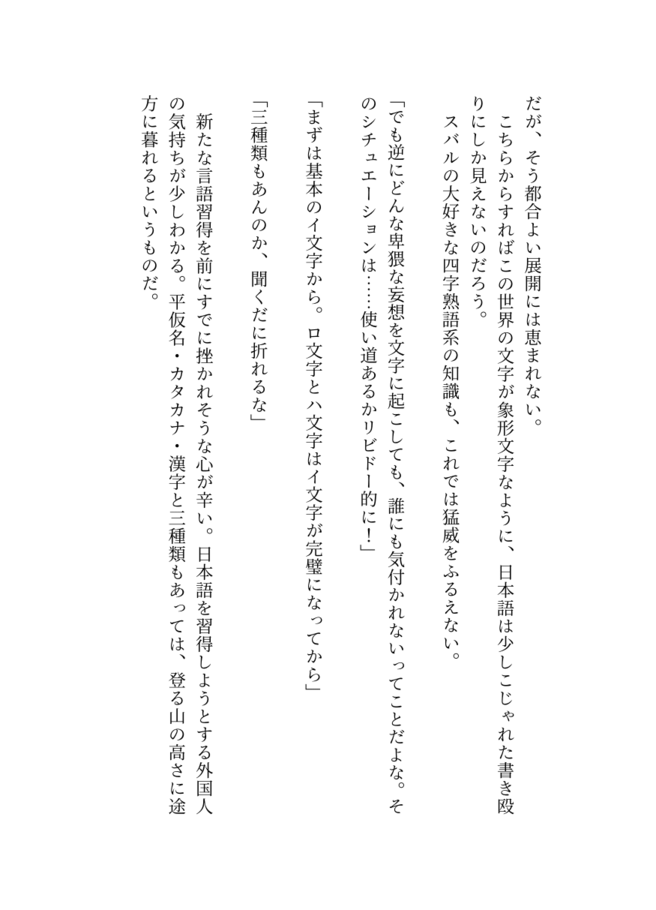 だが、そう都合よい展開には恵まれない。
　こちらからすればこの世界の文字が象形文字なように、日本語は少しこじゃれた書き殴
りにしか見えないのだろう。
　スバルの大好きな四字熟語系の知識も、これでは猛威をふるえない。
「でも逆にどんな卑猥な妄想を文字に起こしても、誰にも気付かれないってことだよな。そ
のシチュエーションは……使い道あるかリビドー的に！」
「まずは基本のイ文字から。ロ文字とハ文字はイ文字が完璧になってから」
「三種類もあんのか、聞くだに折れるな」
　新たな言語習得を前にすでに挫かれそうな心が辛い。日本語を習得しようとする外国人
の気持ちが少しわかる。平仮名・カタカナ・漢字と三種類もあっては、登る山の高さに途
方に暮れるというものだ。